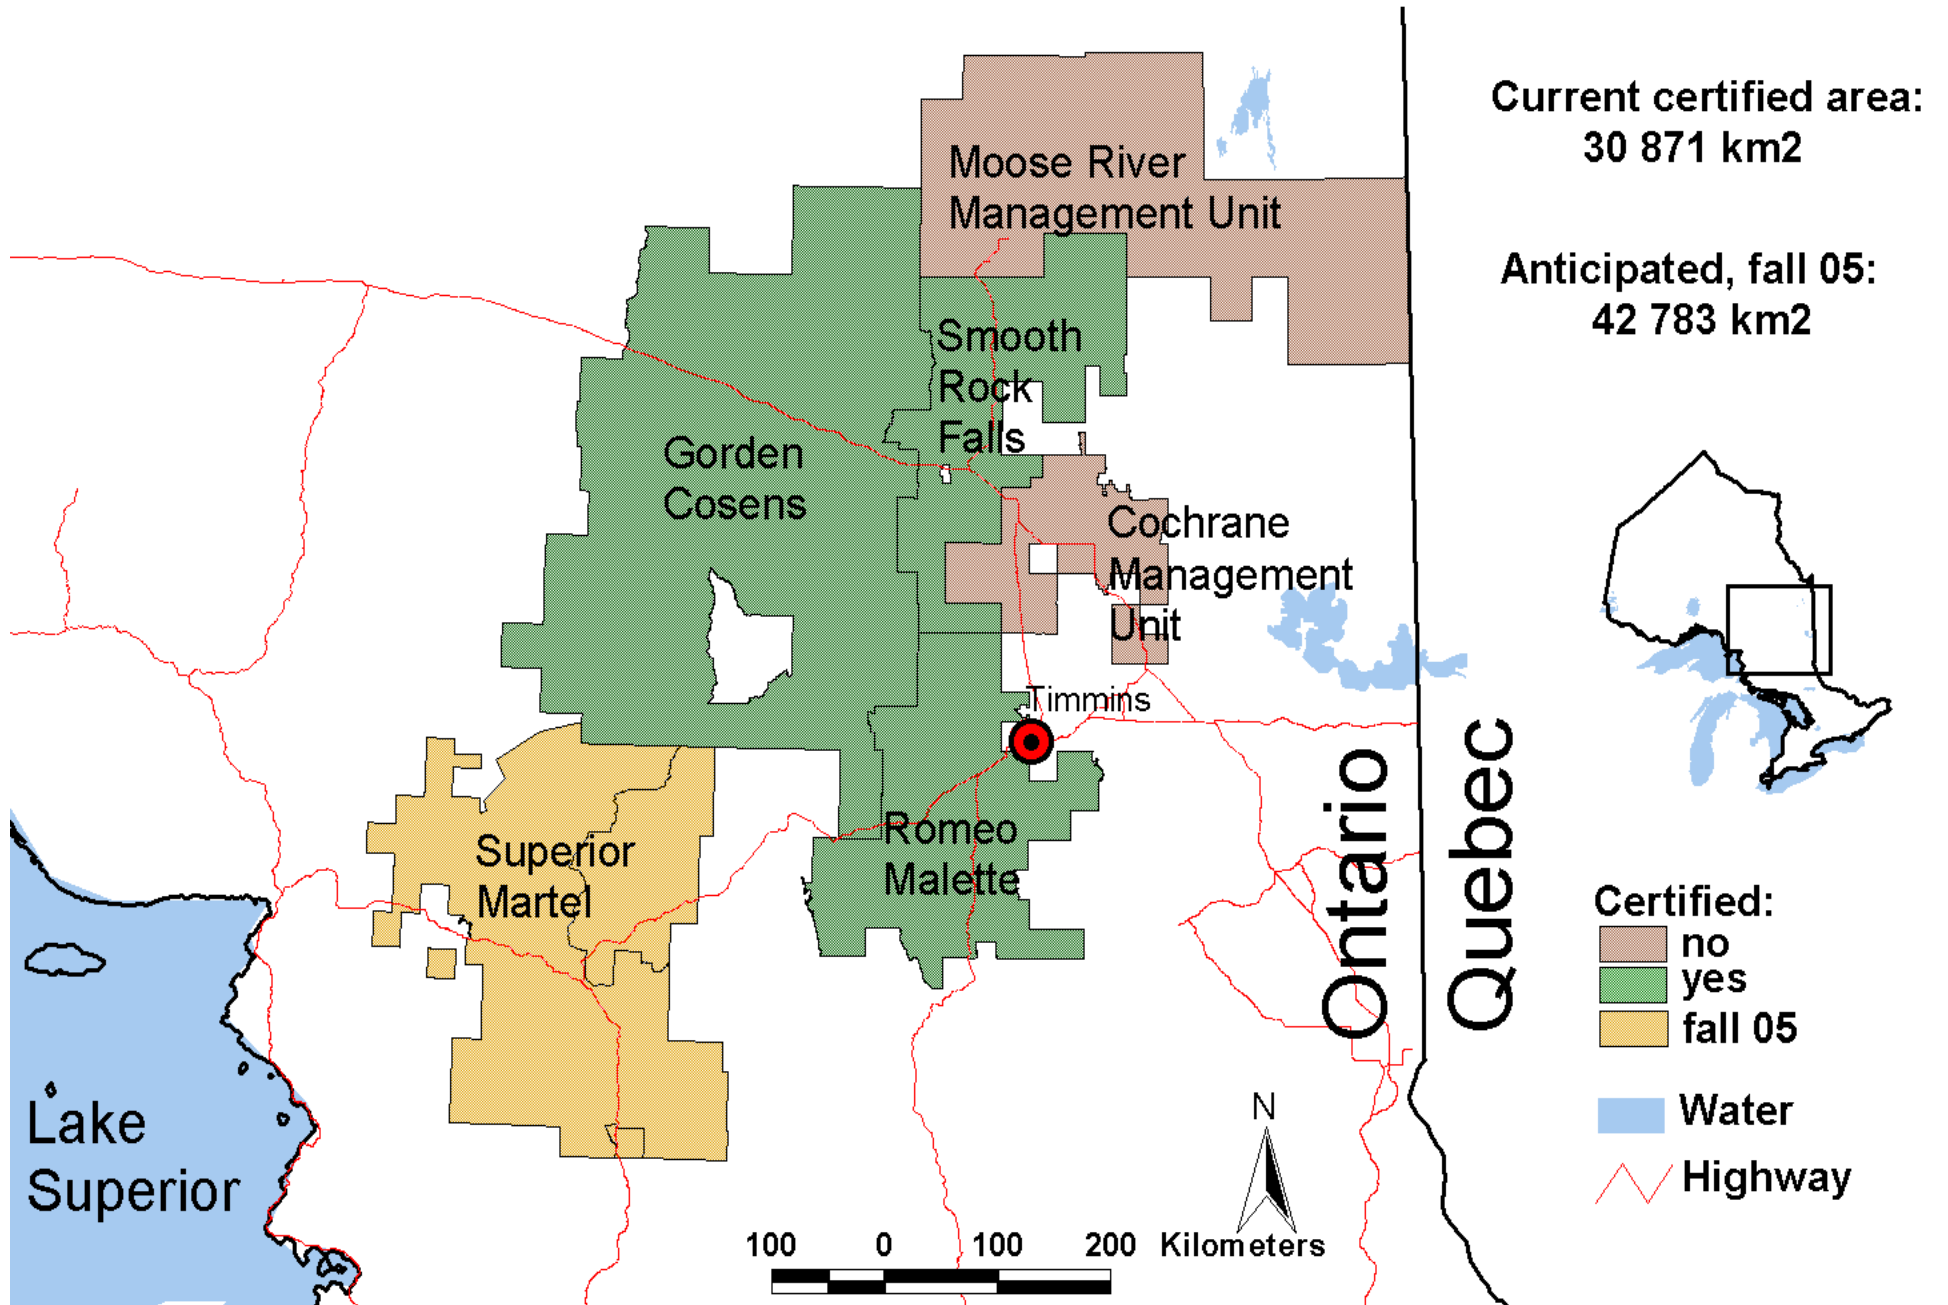 Current certified area:
30 871 km2
Anticipated, fall 05:
42 783 km2
Moose River
Management Unit
Smooth
Rock
Falls
Gorden
Cosens
Cochrane
Management
Unit
Timmins
Romeo
Malette
Superior
Martel
Ontario
Quebec
Lake
Superior
Certified:
no
yes
fall 05
Water
Highway
N
100 0 100 200 Kilometers